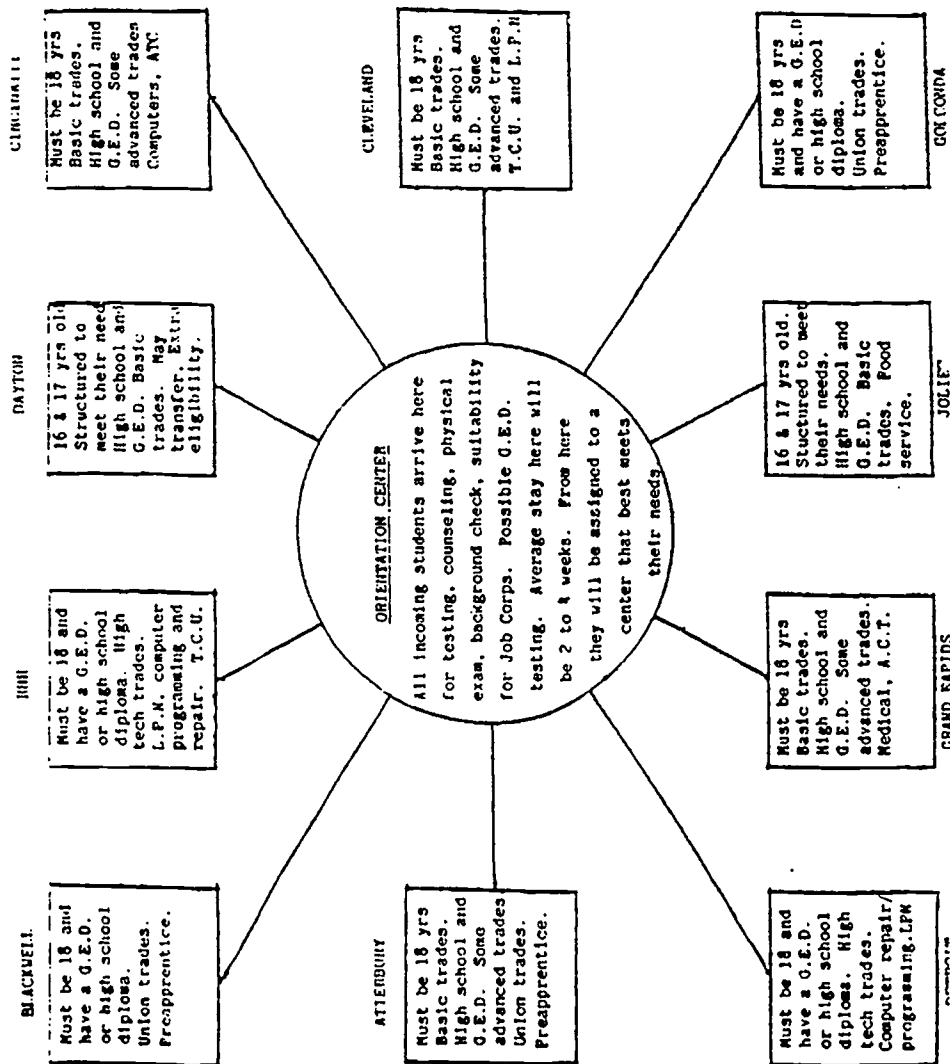 BLACKWELL
Must be 18 and
have a G.E.D.
or high school
diploma.
Union trades.
Preapprentice.
Must be 18 and
have a G.E.D.
or high school
diploma. High
tech trades.
L.P.N. computer
programming and
repair. T.C.U.
DAYTON
16 & 17 yrs old
Structured to
meet their need
High school and
G.E.D. Basic
trades. May
transfer. Extra
eligibility.
CINCINNATI
Must be 18 yrs
Basic trades.
High school and
G.E.D. Some
advanced trades
Computers, ATC
ATTERBURY
Must be 18 yrs
Basic trades.
High school and
G.E.D. Some
advanced trades
Union trades.
Preapprentice.
ORIENTATION CENTER
All incoming students arrive here
for testing, counseling, physical
exam, background check, suitability
for Job Corps. Possible G.E.D.
testing. Average stay here will
be 2 to 4 weeks. From here
they will be assigned to a
center that best meets
their needs
CLEVELAND
Must be 18 yrs
Basic trades.
High school and
G.E.D. Some
advanced trades.
T.C.U. and L.P.N
Must be 18 and
have a G.E.D.
or high school
diploma. High
tech trades.
Computer repair/
programming.LPN
Must be 18 yrs
Basic trades.
High school and
G.E.D. Some
advanced trades.
Medical, A.C.T.
GRAND RAPIDS
16 & 17 yrs old.
Stuctured to meet
their needs.
High school and
G.E.D. Basic
trades. Food
service.
JOLIET
Must be 18 yrs
and have a G.E.D
or high school
diploma.
Union trades.
Preapprentice.
GOLCONDA